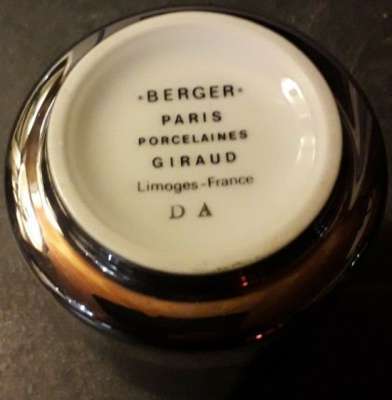 *BERGER*
PARIS
PORCELAINES
GIRAUD
Limoges-France
D A